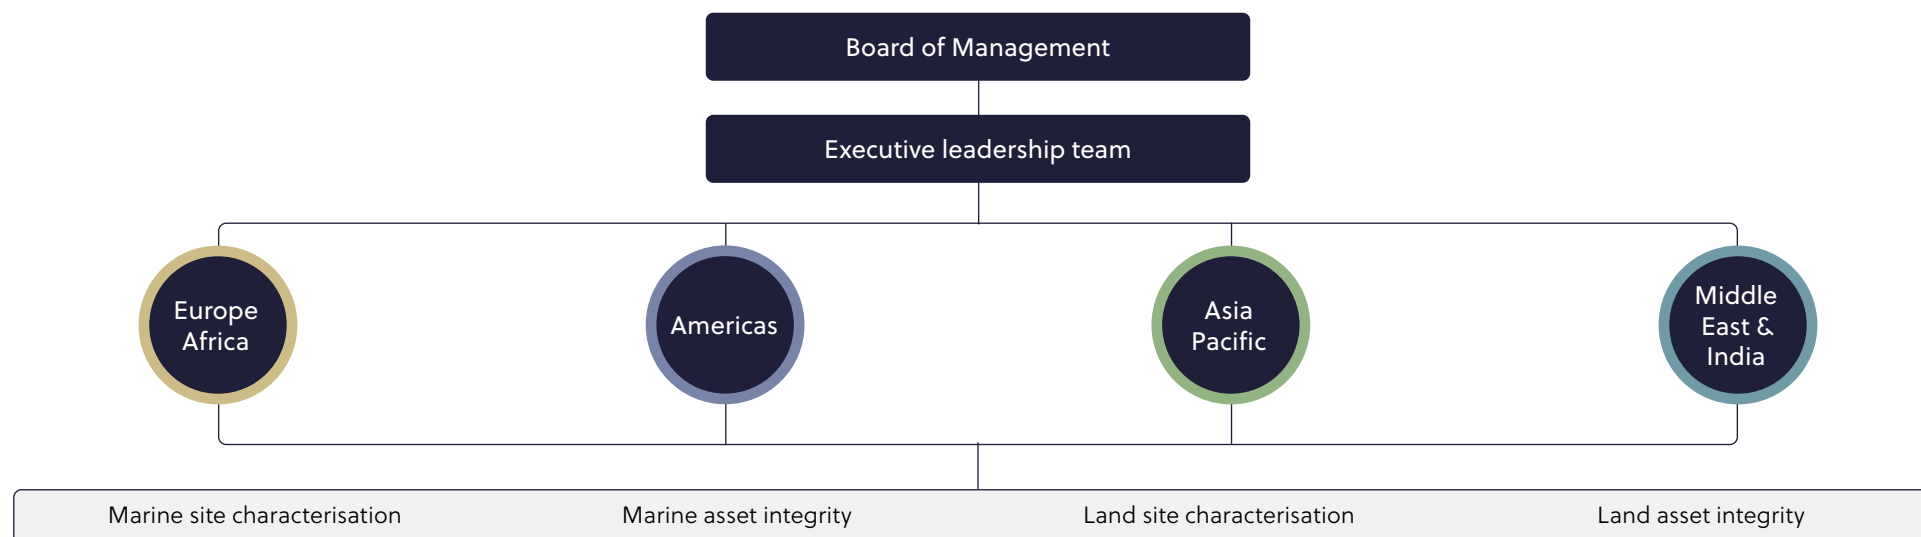 Board of Management
Executive leadership team
Europe
Africa
Americas
Asia
Pacific
Middle
East &
India
Marine site characterisation
Marine asset integrity
Land site characterisation
Land asset integrity